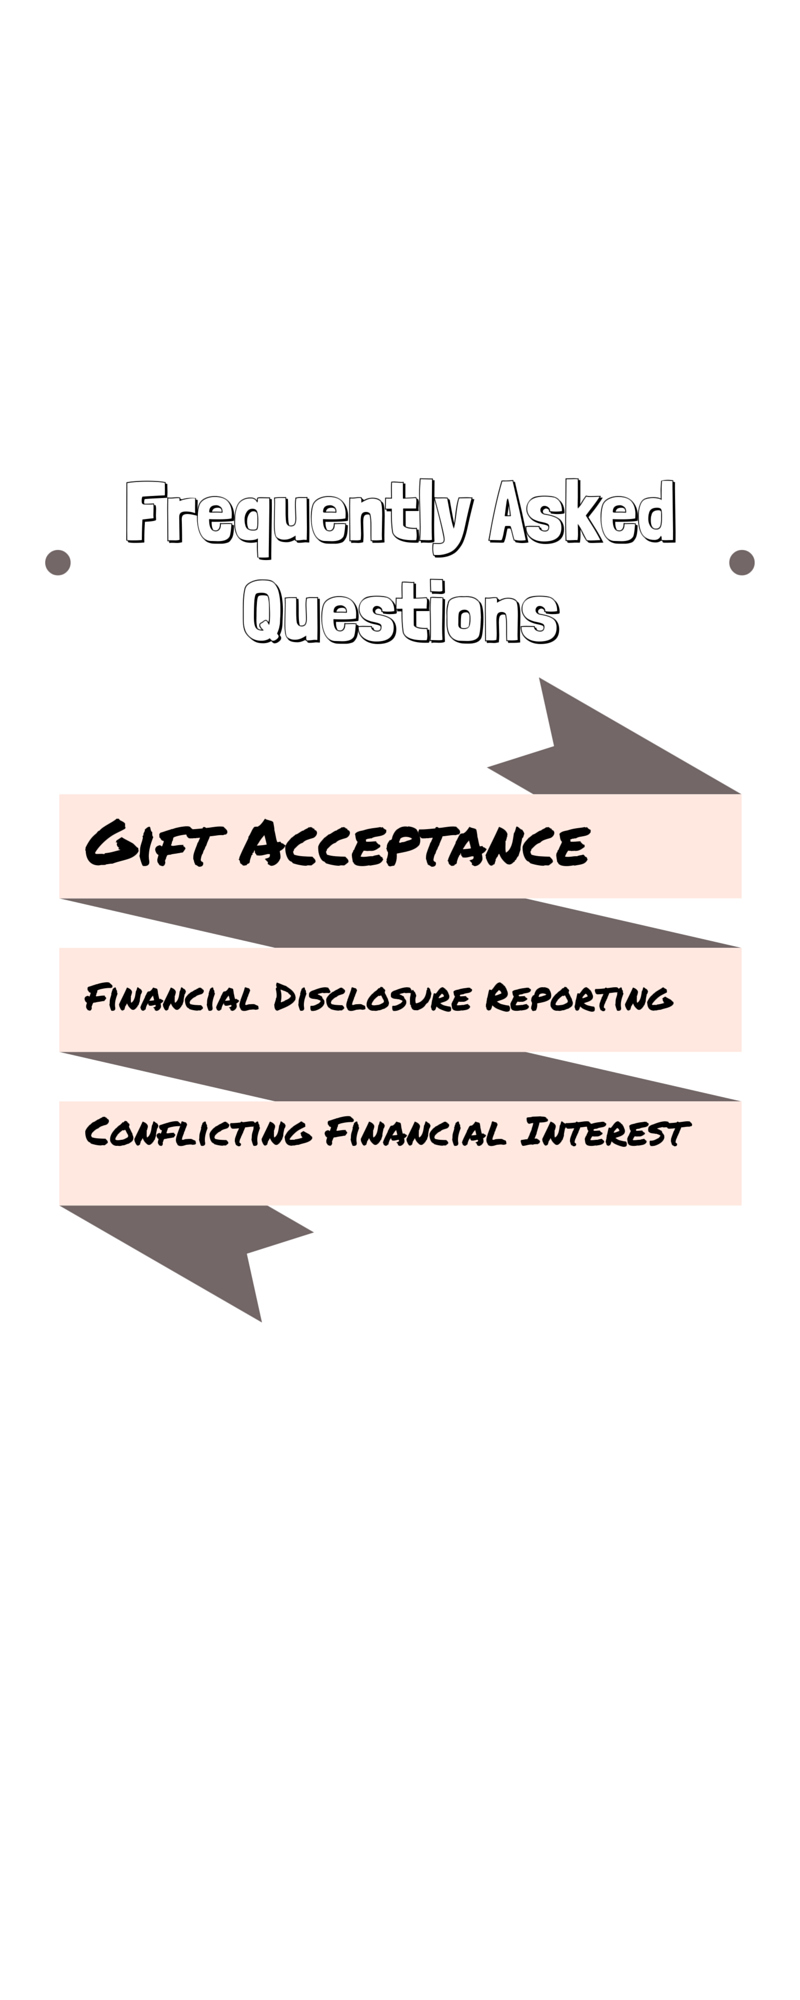 Frequently Asked
Questions
Gift Acceptance
Financial Disclosure Reporting
Conflicting Financial Interest